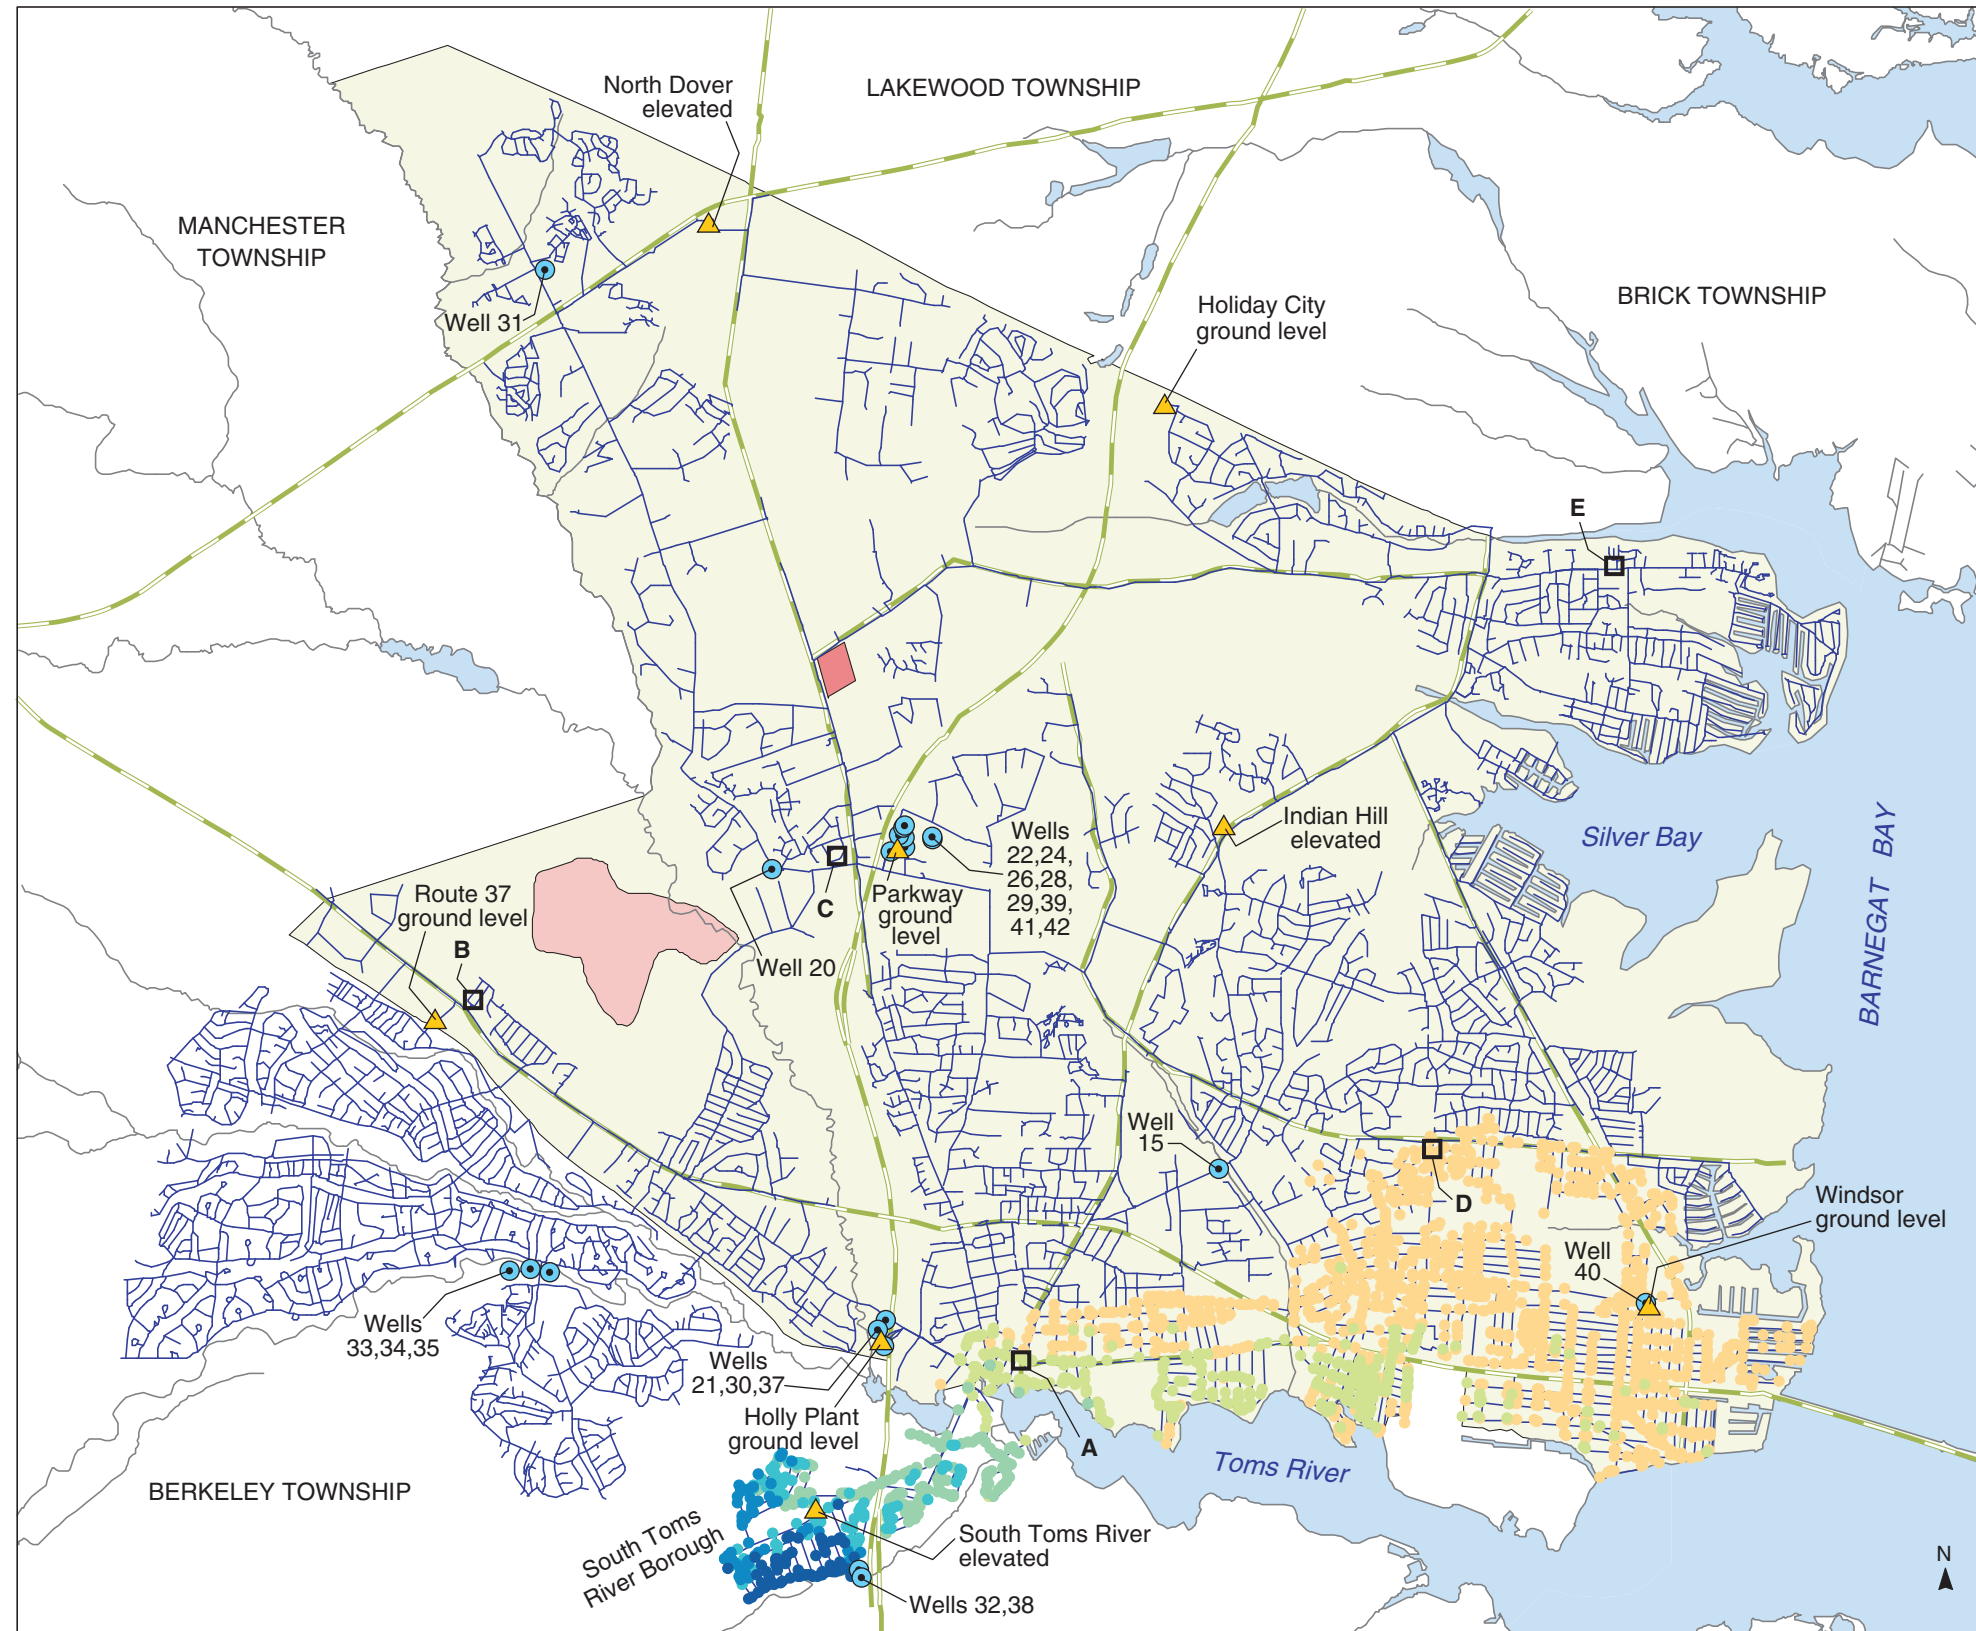 North Dover
elevated
LAKEWOOD TOWNSHIP
MANCHESTER
TOWNSHIP
Well 31
Holiday City
ground level
BRICK TOWNSHIP
E
Indian Hill
elevated
Silver Bay
BARNEGAT BAY
Wells
22,24,
26,28,
29,39,
41,42
Parkway
ground
level
C
Well 20
Route 37
ground level
B
Well
15
D
Windsor
ground level
Well
40
Wells
33,34,35
Wells
21,30,37
Holly Plant
ground level
A
Toms River
BERKELEY TOWNSHIP
South Toms
River Borough
South Toms River
elevated
Wells 32,38
N